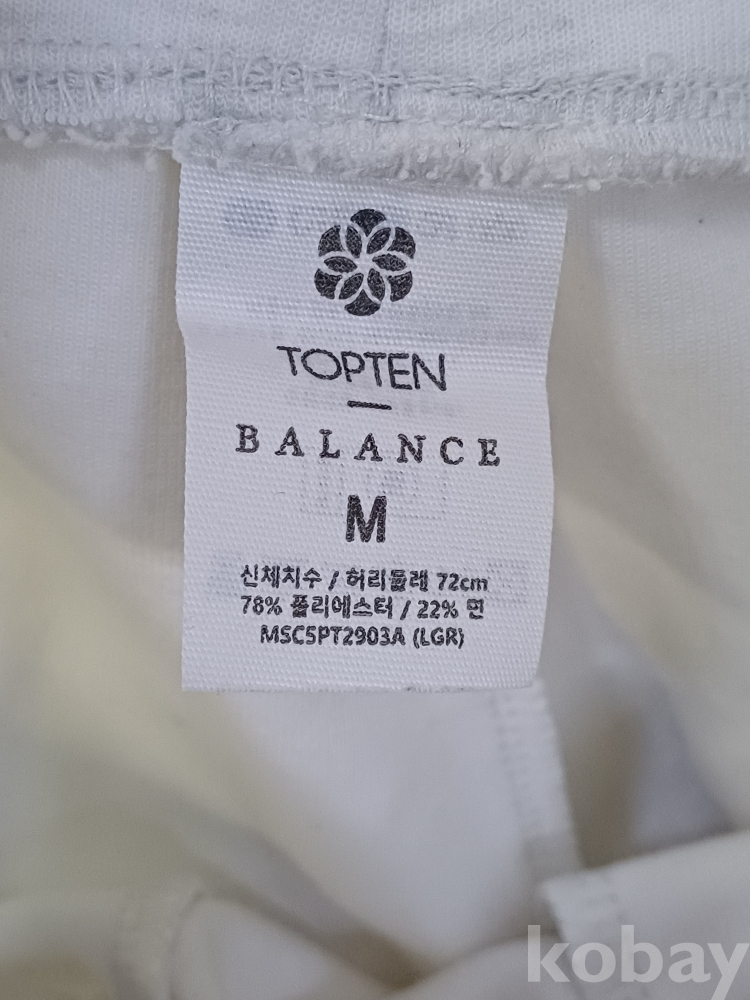 TOPTEN
BALANCE
M
신체치수 / 허리둘레 72cm
78% 폴리에스터 / 22% 면
MSC5PT2903A (LGR)
kobay